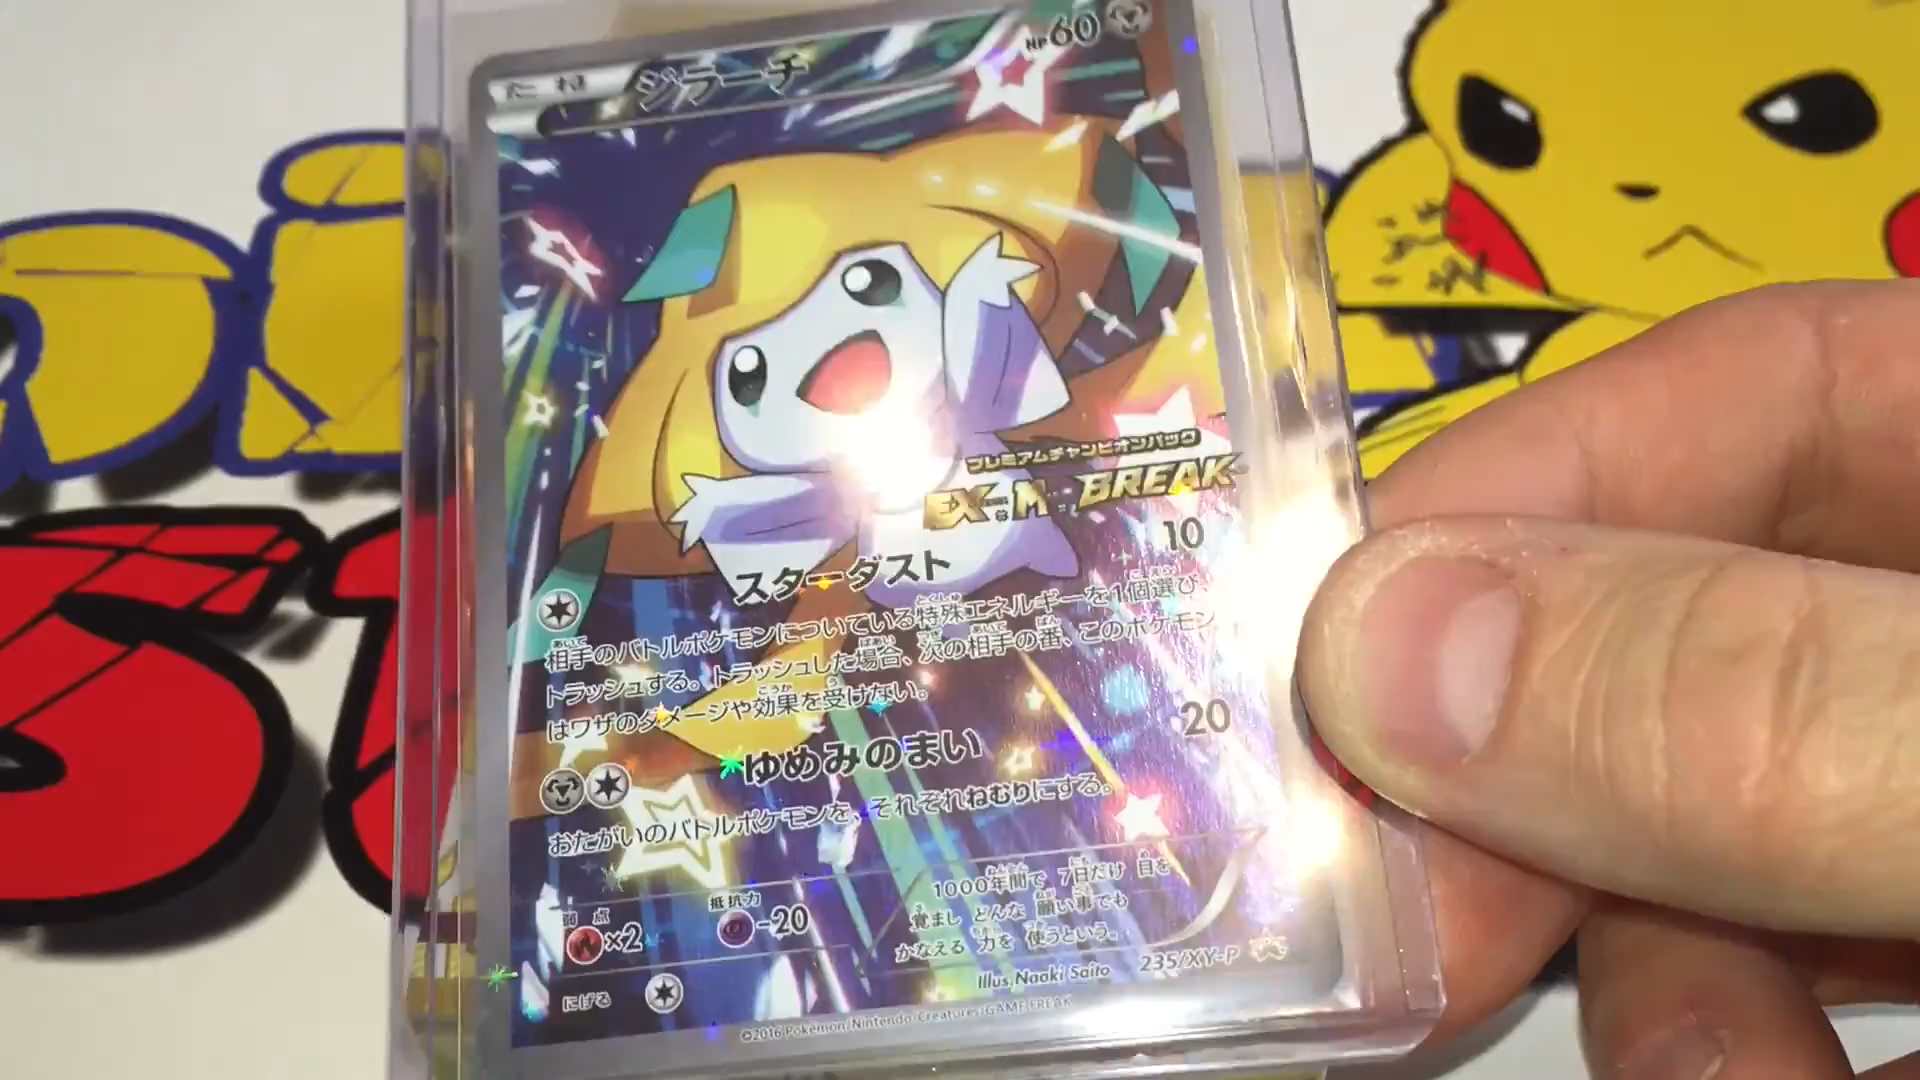 たね ジラーチ HP60
プレミアムチャンピオンパック
EX M BREAK
スターダスト 10
相手のバトルポケモンについている特殊エネルギーを1個選び、
トラッシュする。トラッシュした場合、次の相手の番、このポケモン
はワザのダメージや効果を受けない。
ゆめみのまい 20
おたがいのバトルポケモンを、それぞれねむりにする。
弱点 ×2 抵抗力 -20
にげる
1000年間で 7日だけ 目を
覚まし どんな 願い事でも
かなえる 力を 使うという。
Illus. Naoki Saito 235/XY-P
©2016 Pokémon/Nintendo/Creatures/GAME FREAK